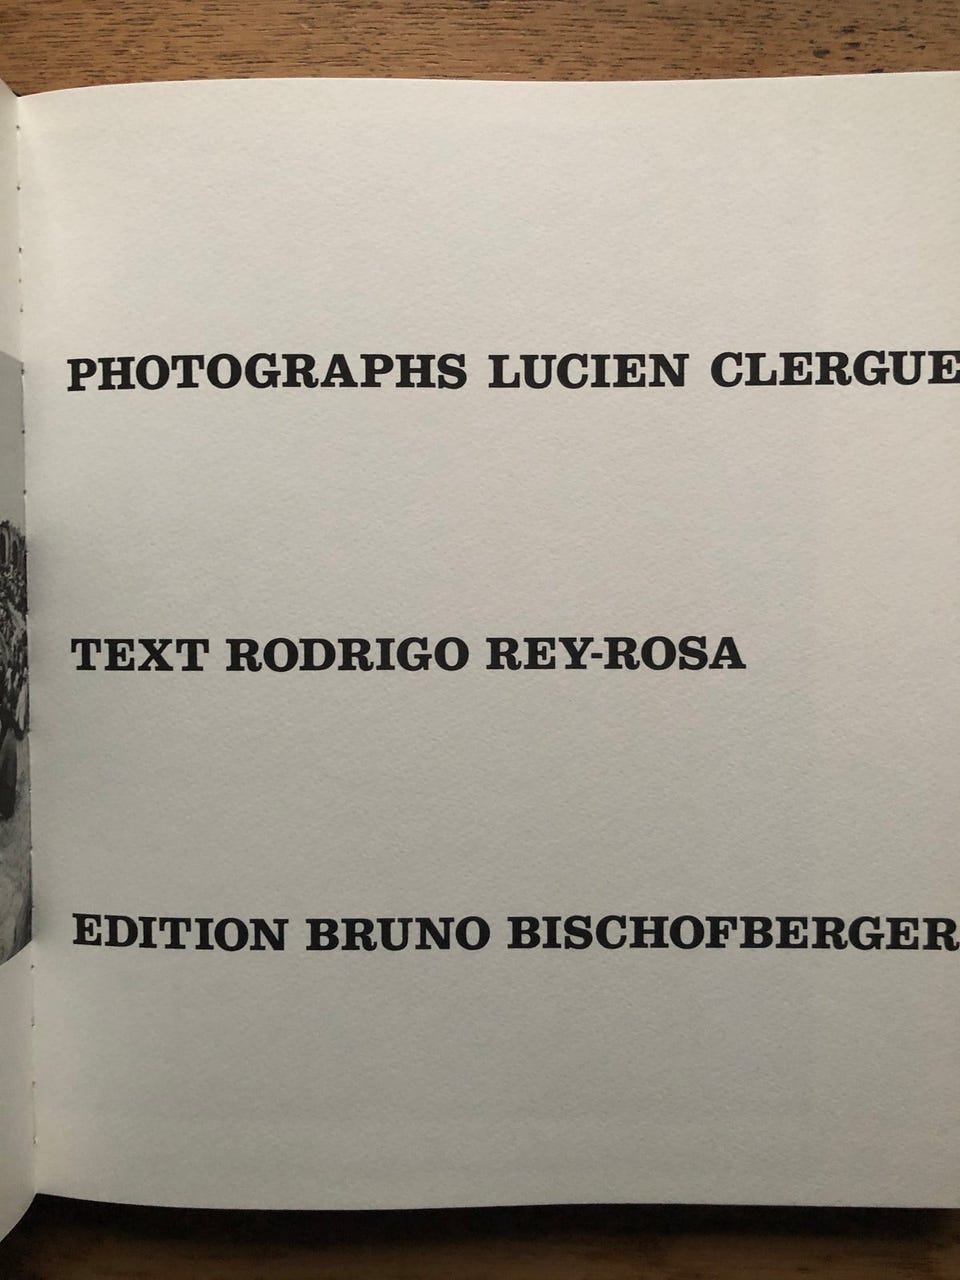 PHOTOGRAPHS LUCIEN CLERGUE
TEXT RODRIGO REY-ROSA
EDITION BRUNO BISCHOFBERGER